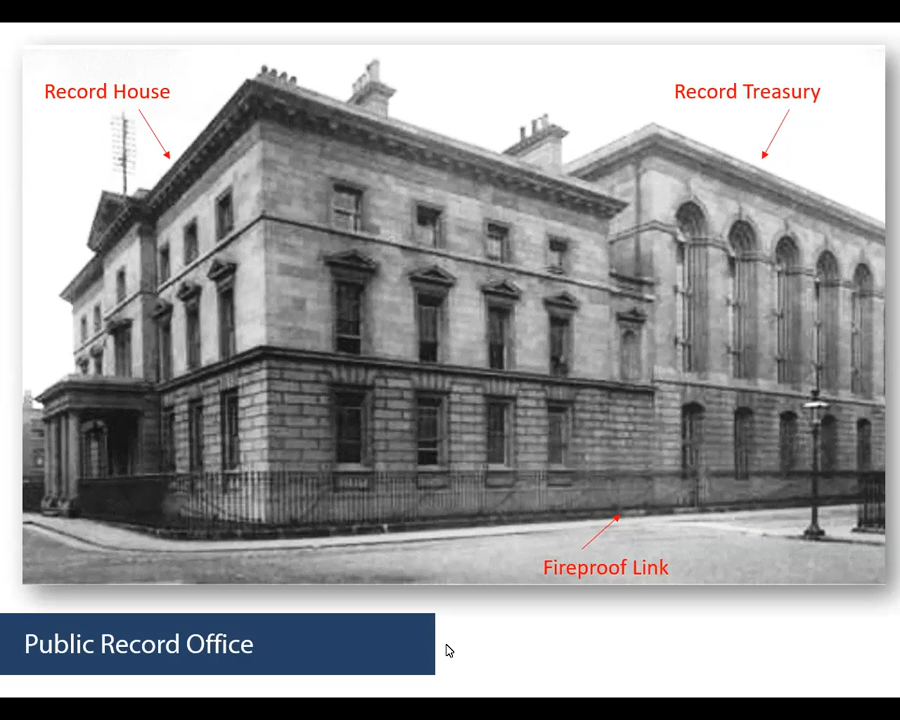 Record House
Record Treasury
Fireproof Link
Public Record Office